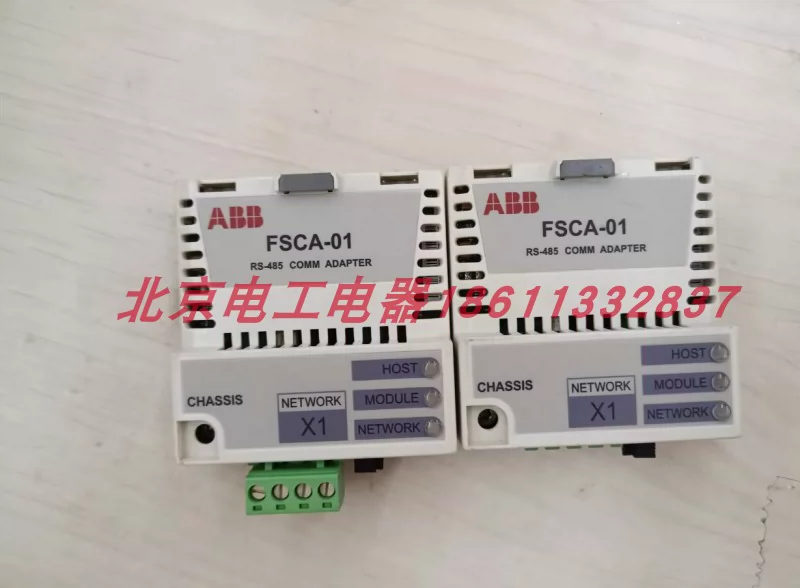 ABB
FSCA-01
RS-485 COMM ADAPTER
ABB
FSCA-01
RS-485 COMM ADAPTER
北京电工电器18611332837
CHASSIS
NETWORK
X1
HOST
MODULE
NETWORK
CHASSIS
NETWORK
X1
HOST
MODULE
NETWORK